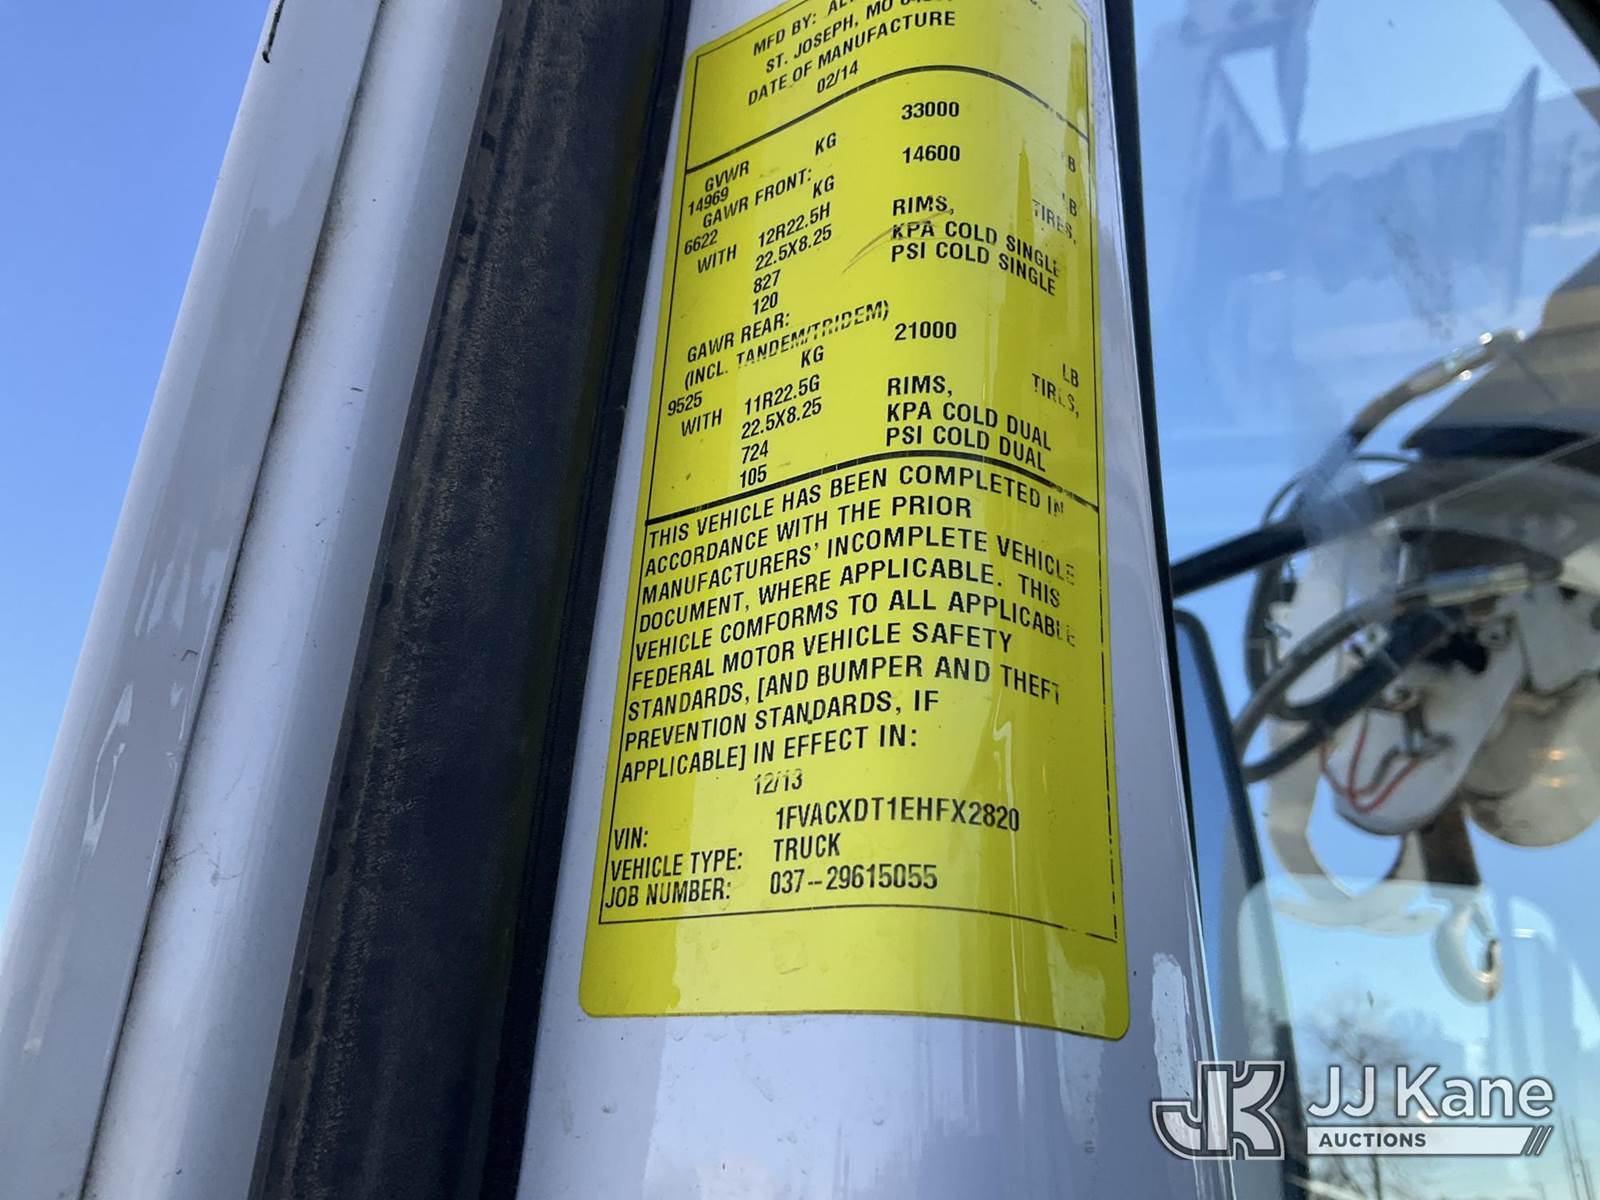 MFD BY:
ST. JOSEPH, MO
DATE OF MANUFACTURE
02/14
GVWR
14969 KG 33000
GAWR FRONT:
6622 KG 14600
WITH 12R22.5H TIRES,
22.5X8.25 RIMS,
827 KPA COLD SINGLE
120 PSI COLD SINGLE
GAWR REAR:
(INCL. TANDEM/TRIDEM)
9525 KG 21000 LB
WITH 11R22.5G TIRES,
22.5X8.25 RIMS,
724 KPA COLD DUAL
105 PSI COLD DUAL
THIS VEHICLE HAS BEEN COMPLETED IN
ACCORDANCE WITH THE PRIOR
MANUFACTURERS' INCOMPLETE VEHICLE
DOCUMENT, WHERE APPLICABLE. THIS
VEHICLE COMFORMS TO ALL APPLICABLE
FEDERAL MOTOR VEHICLE SAFETY
STANDARDS, [AND BUMPER AND THEFT
PREVENTION STANDARDS, IF
APPLICABLE] IN EFFECT IN:
12/13
VIN: 1FVACXDT1EHFX2820
VEHICLE TYPE: TRUCK
JOB NUMBER: 037--29615055
JK JJ Kane
AUCTIONS